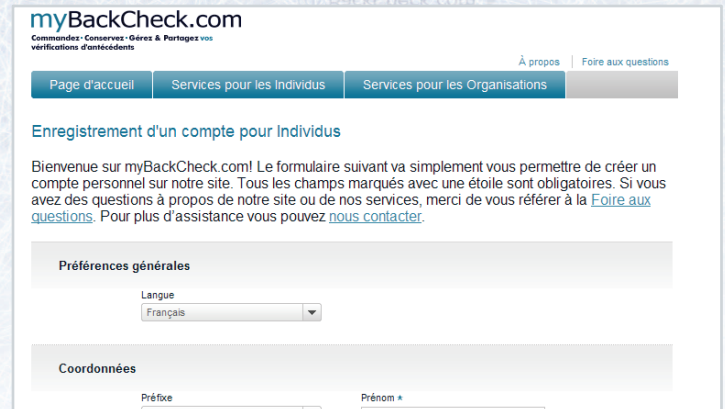 myBackCheck.com
Commandez · Conservez · Gérez & Partagez vos
vérifications d'antécédents
À propos | Foire aux questions
Page d'accueil
Services pour les Individus
Services pour les Organisations
Enregistrement d'un compte pour Individus
Bienvenue sur myBackCheck.com! Le formulaire suivant va simplement vous permettre de créer un
compte personnel sur notre site. Tous les champs marqués avec une étoile sont obligatoires. Si vous
avez des questions à propos de notre site ou de nos services, merci de vous référer à la Foire aux
questions. Pour plus d'assistance vous pouvez nous contacter.
Préférences générales
Langue
Français
Coordonnées
Préfixe
Prénom *